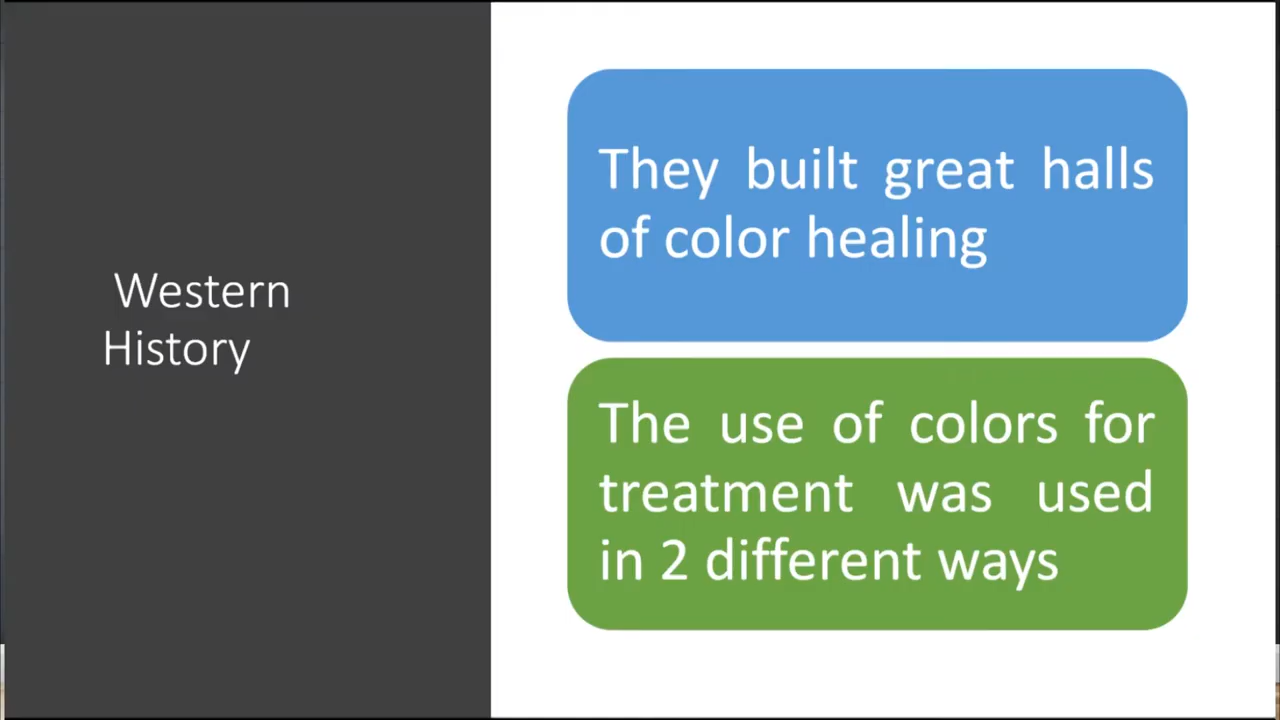 Western
History
They built great halls
of color healing
The use of colors for
treatment was used
in 2 different ways